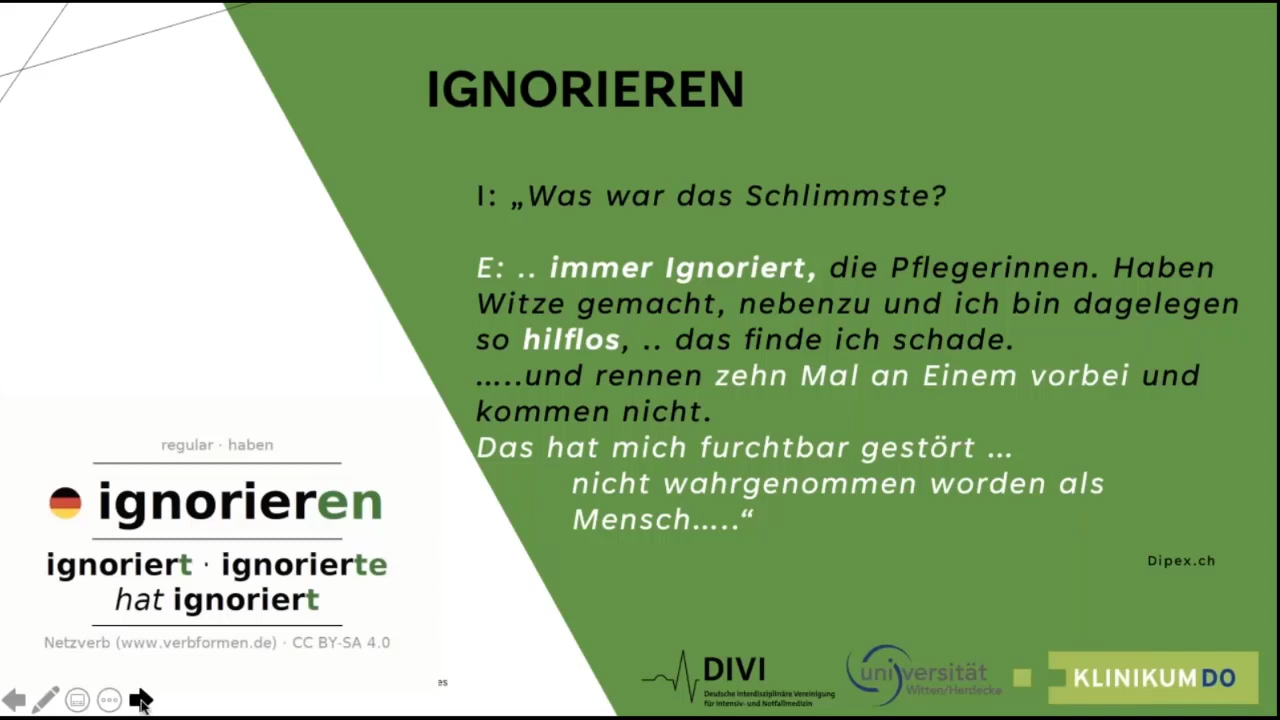 IGNORIEREN
I: „Was war das Schlimmste?
E: .. immer Ignoriert, die Pflegerinnen. Haben
Witze gemacht, nebenzu und ich bin dagelegen
so hilflos, .. das finde ich schade.
…..und rennen zehn Mal an Einem vorbei und
kommen nicht.
Das hat mich furchtbar gestört …
nicht wahrgenommen worden als
Mensch…..“
Dipex.ch
regular · haben
ignorieren
ignoriert · ignorierte
hat ignoriert
Netzverb (www.verbformen.de) · CC BY-SA 4.0
es
DIVI
Deutsche Interdisziplinäre Vereinigung
für Intensiv- und Notfallmedizin
universität
Witten/Herdecke
KLINIKUMDO